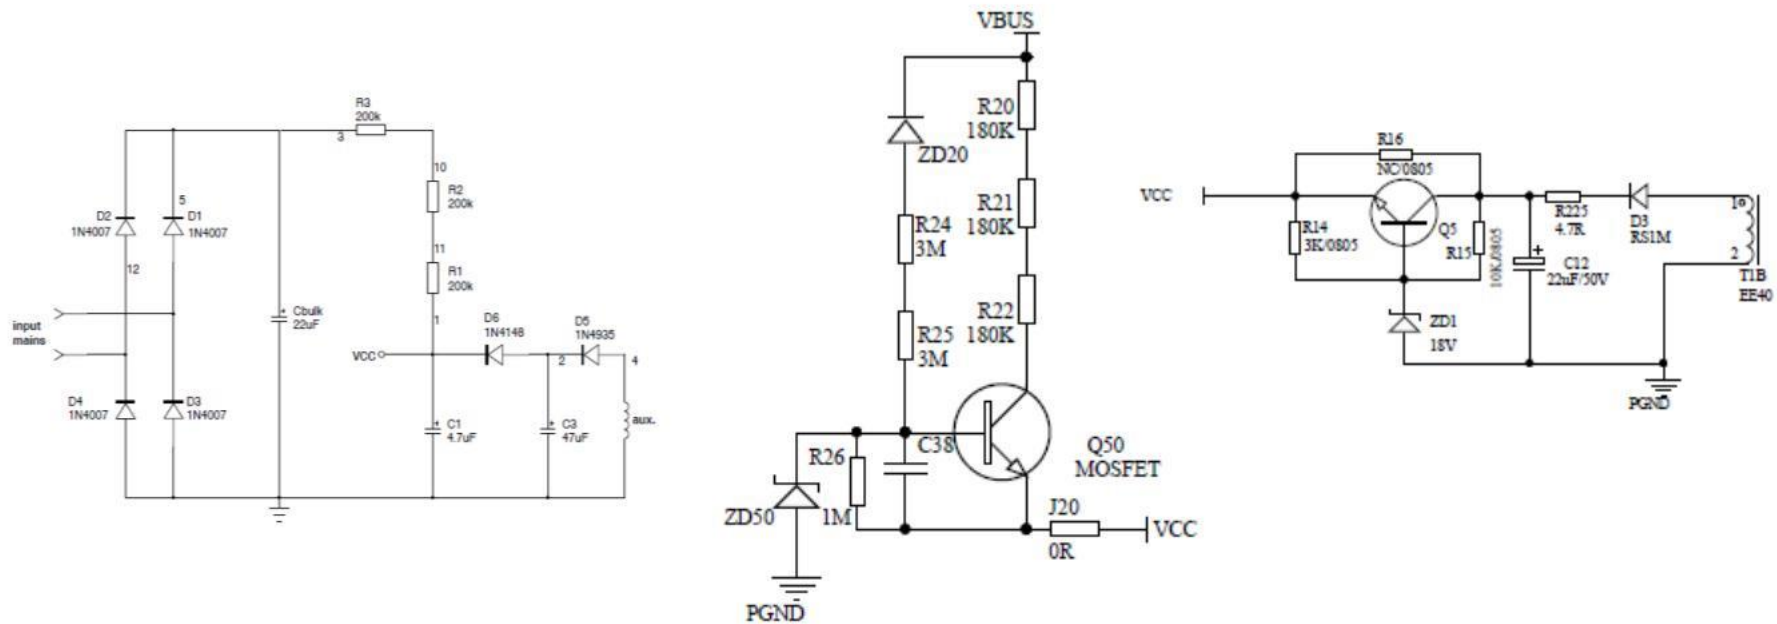 R3
200k
3
10
R2
200k
5
D2
1N4007
D1
1N4007
12
11
R1
200k
1
Cbulk
22uF
input
mains
D6
1N4148
D5
1N4935
VCC
2
4
D4
1N4007
D3
1N4007
C1
4.7uF
C3
47uF
aux.
VBUS
R20
180K
ZD20
R21
180K
R24
3M
R22
180K
R25
3M
C38
R26
1M
Q50
MOSFET
ZD50
J20
0R
VCC
PGND
R16
NC/0805
VCC
R14
3K/0805
Q5
R15
10K/0805
R225
4.7R
D3
RS1M
1
2
C12
22uF/50V
T1B
EE40
ZD1
18V
PGND